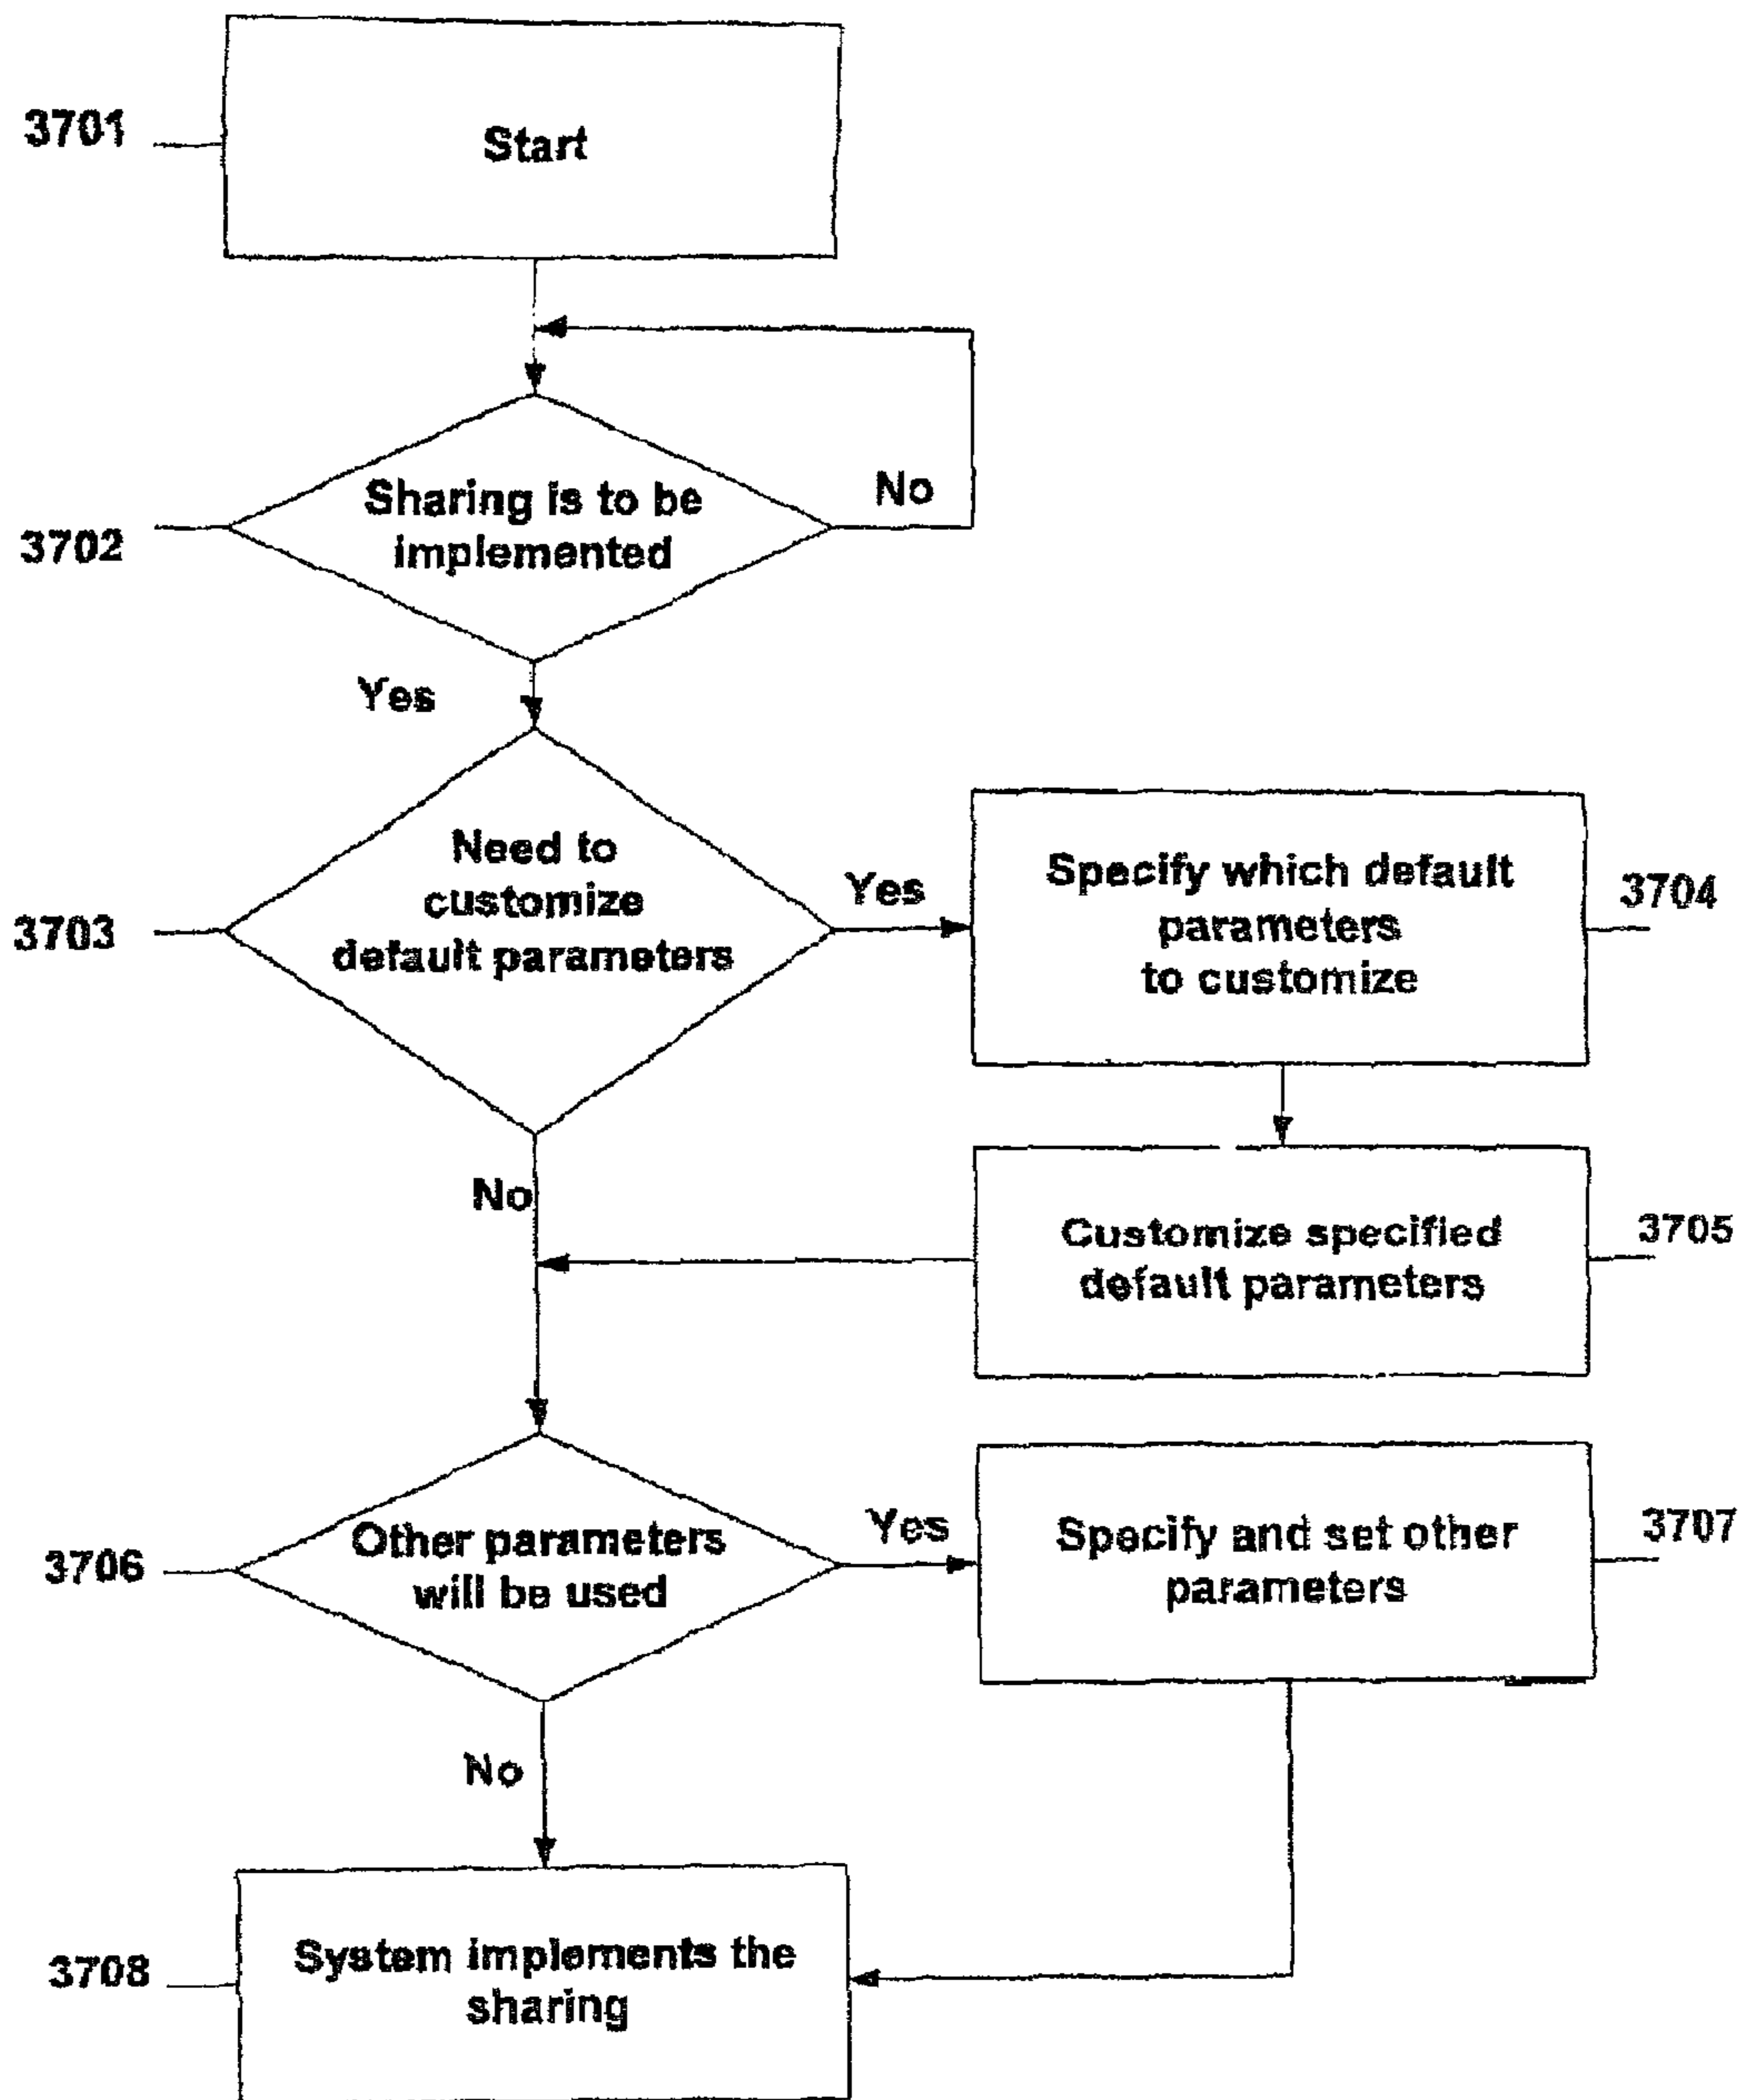 3701
Start
3702
Sharing is to be
implemented
No
Yes
3703
Need to
customize
default parameters
Yes
Specify which default
parameters
to customize
3704
No
Customize specified
default parameters
3705
3706
Other parameters
will be used
Yes
Specify and set other
parameters
3707
No
3708
System implements the
sharing